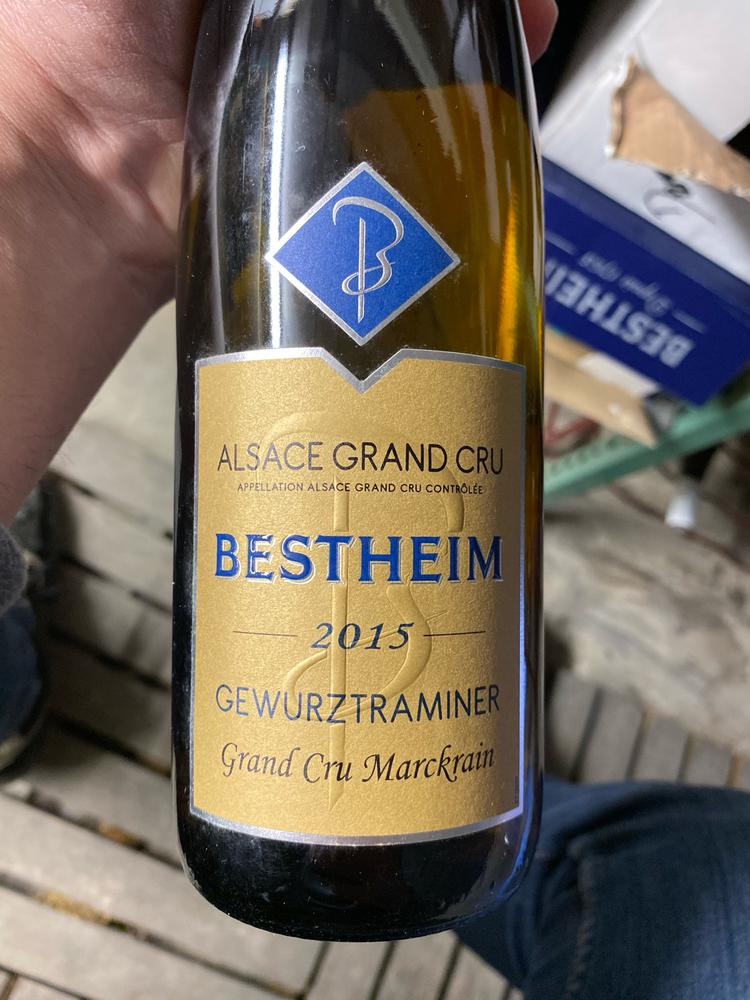 B
ALSACE GRAND CRU
APPELLATION ALSACE GRAND CRU CONTRÔLÉE
BESTHEIM
2015
GEWURZTRAMINER
Grand Cru Marckrain
BESTHEIM